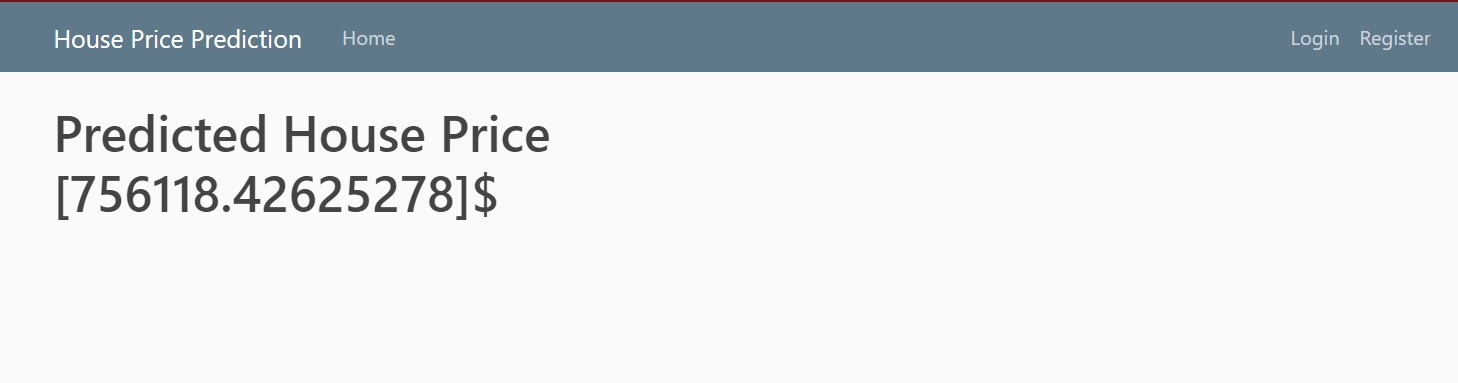 House Price Prediction Home Login Register
Predicted House Price
[756118.42625278]$